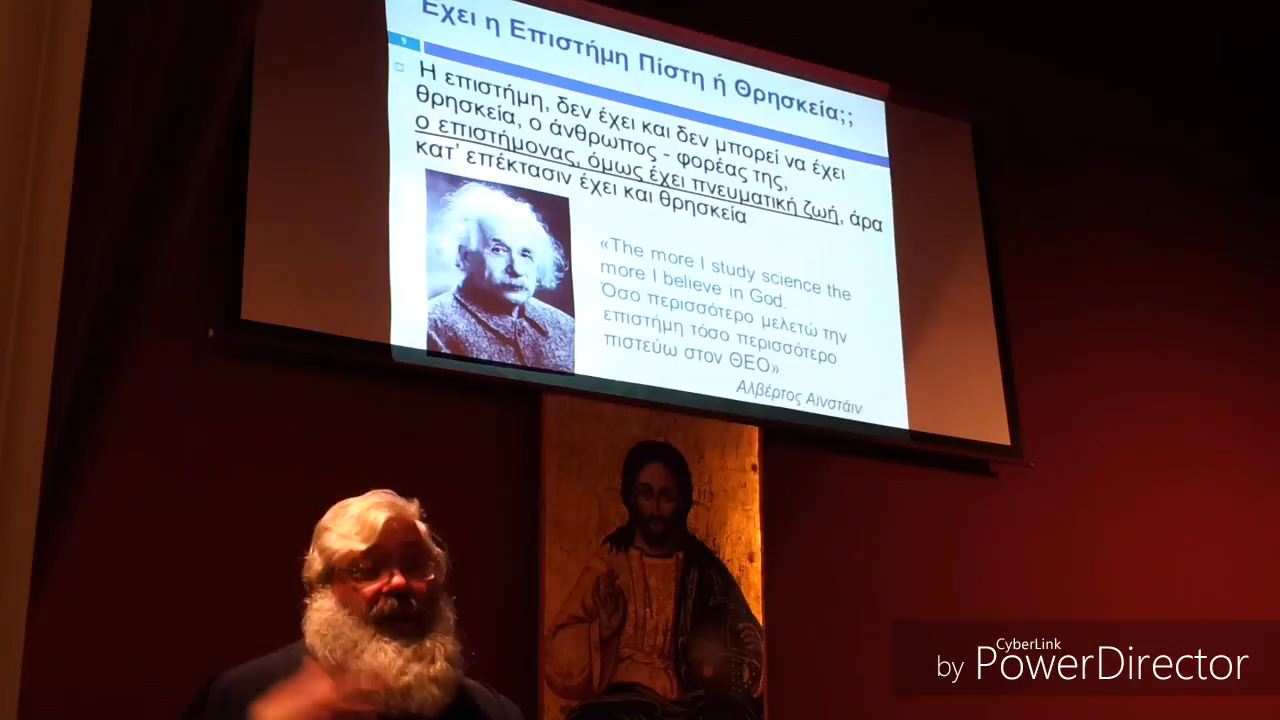 Έχει η Επιστήμη Πίστη ή Θρησκεία;;
9
Η επιστήμη, δεν έχει και δεν μπορεί να έχει
θρησκεία, ο άνθρωπος - φορέας της,
ο επιστήμονας, όμως έχει πνευματική ζωή, άρα
κατ' επέκτασιν έχει και θρησκεία
«The more I study science the
more I believe in God.
Όσο περισσότερο μελετώ την
επιστήμη τόσο περισσότερο
πιστεύω στον ΘΕΟ»
Αλβέρτος Αινστάιν
CyberLink
by PowerDirector